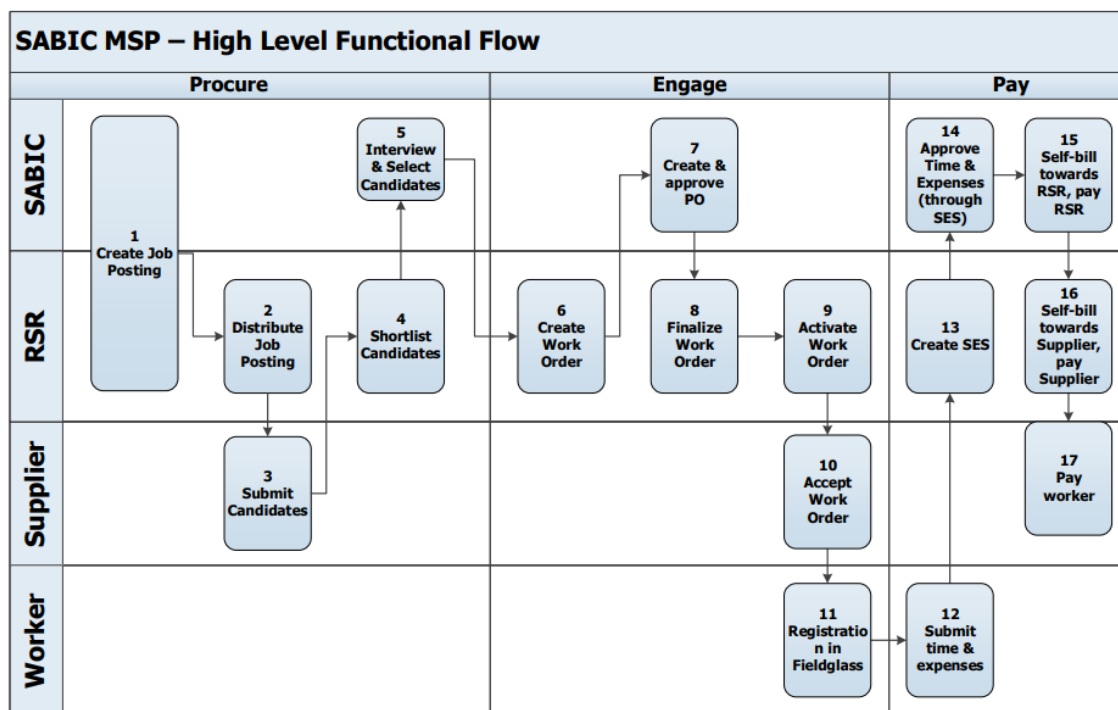 SABIC MSP – High Level Functional Flow
Procure
Engage
Pay
SABIC
RSR
Supplier
Worker
1
Create Job
Posting
2
Distribute
Job
Posting
3
Submit
Candidates
4
Shortlist
Candidates
5
Interview
& Select
Candidates
6
Create
Work
Order
7
Create &
approve
PO
8
Finalize
Work
Order
9
Activate
Work
Order
10
Accept
Work
Order
11
Registratio
n in
Fieldglass
12
Submit
time &
expenses
13
Create SES
14
Approve
Time &
Expenses
(through
SES)
15
Self-bill
towards
RSR, pay
RSR
16
Self-bill
towards
Supplier,
pay
Supplier
17
Pay
worker